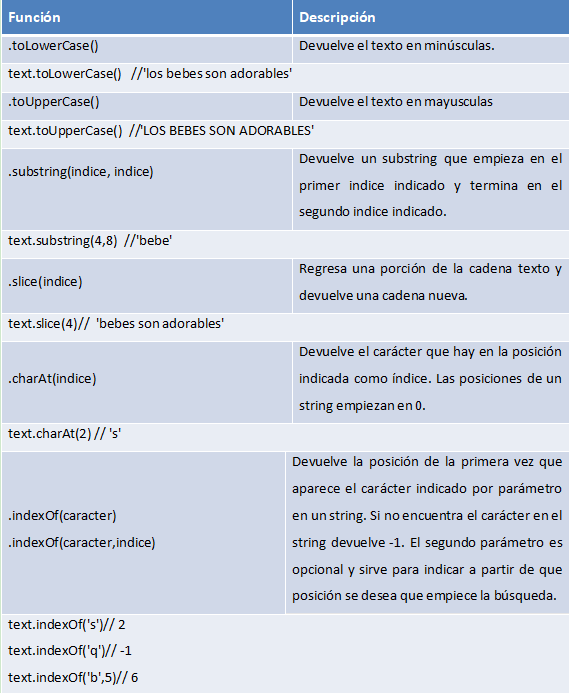 Función Descripción
.toLowerCase() Devuelve el texto en minúsculas.
text.toLowerCase() //'los bebes son adorables'
.toUpperCase() Devuelve el texto en mayusculas
text.toUpperCase() //'LOS BEBES SON ADORABLES'
.substring(indice, indice)
Devuelve un substring que empieza en el
primer indice indicado y termina en el
segundo indice indicado.
text.substring(4,8) //'bebe'
.slice(indice)
Regresa una porción de la cadena texto y
devuelve una cadena nueva.
text.slice(4)// 'bebes son adorables'
.charAt(indice)
Devuelve el carácter que hay en la posición
indicada como índice. Las posiciones de un
string empiezan en 0.
text.charAt(2) // 's'
.indexOf(caracter)
.indexOf(caracter,indice)
Devuelve la posición de la primera vez que
aparece el carácter indicado por parámetro
en un string. Si no encuentra el carácter en el
string devuelve -1. El segundo parámetro es
opcional y sirve para indicar a partir de que
posición se desea que empiece la búsqueda.
text.indexOf('s')// 2
text.indexOf('q')// -1
text.indexOf('b',5)// 6